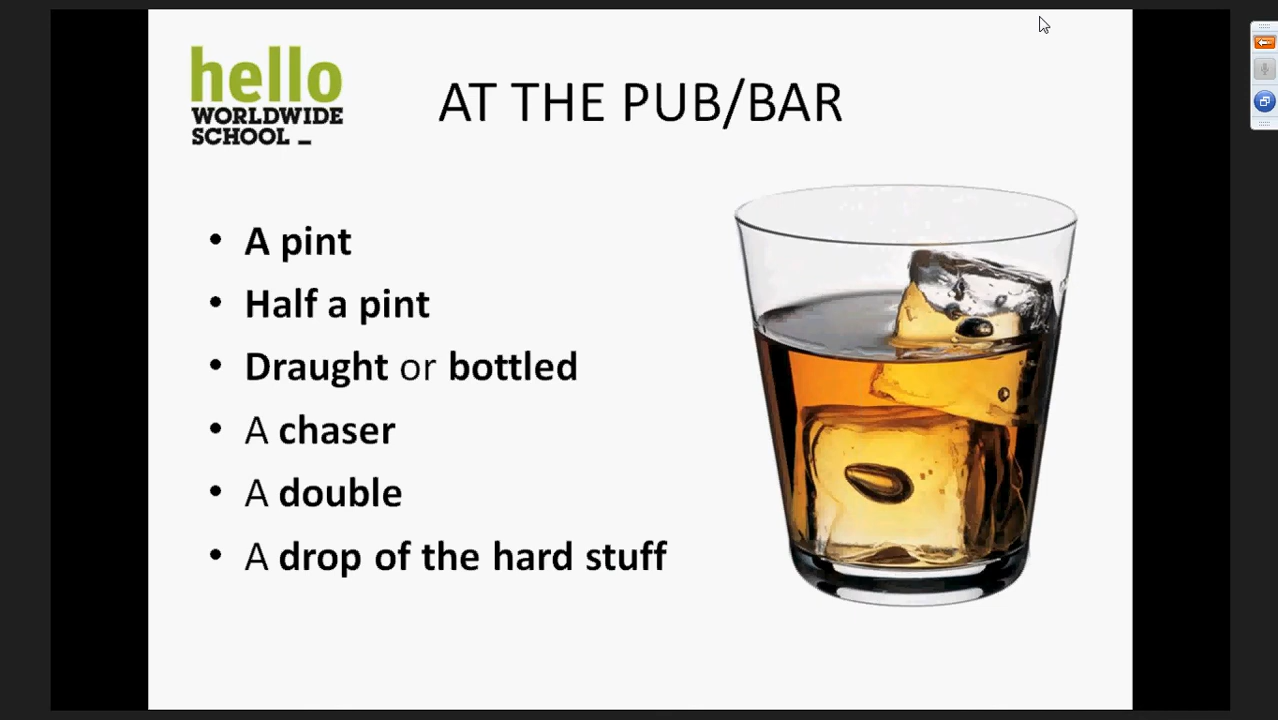 hello
WORLDWIDE
SCHOOL _
AT THE PUB/BAR
• A pint
• Half a pint
• Draught or bottled
• A chaser
• A double
• A drop of the hard stuff